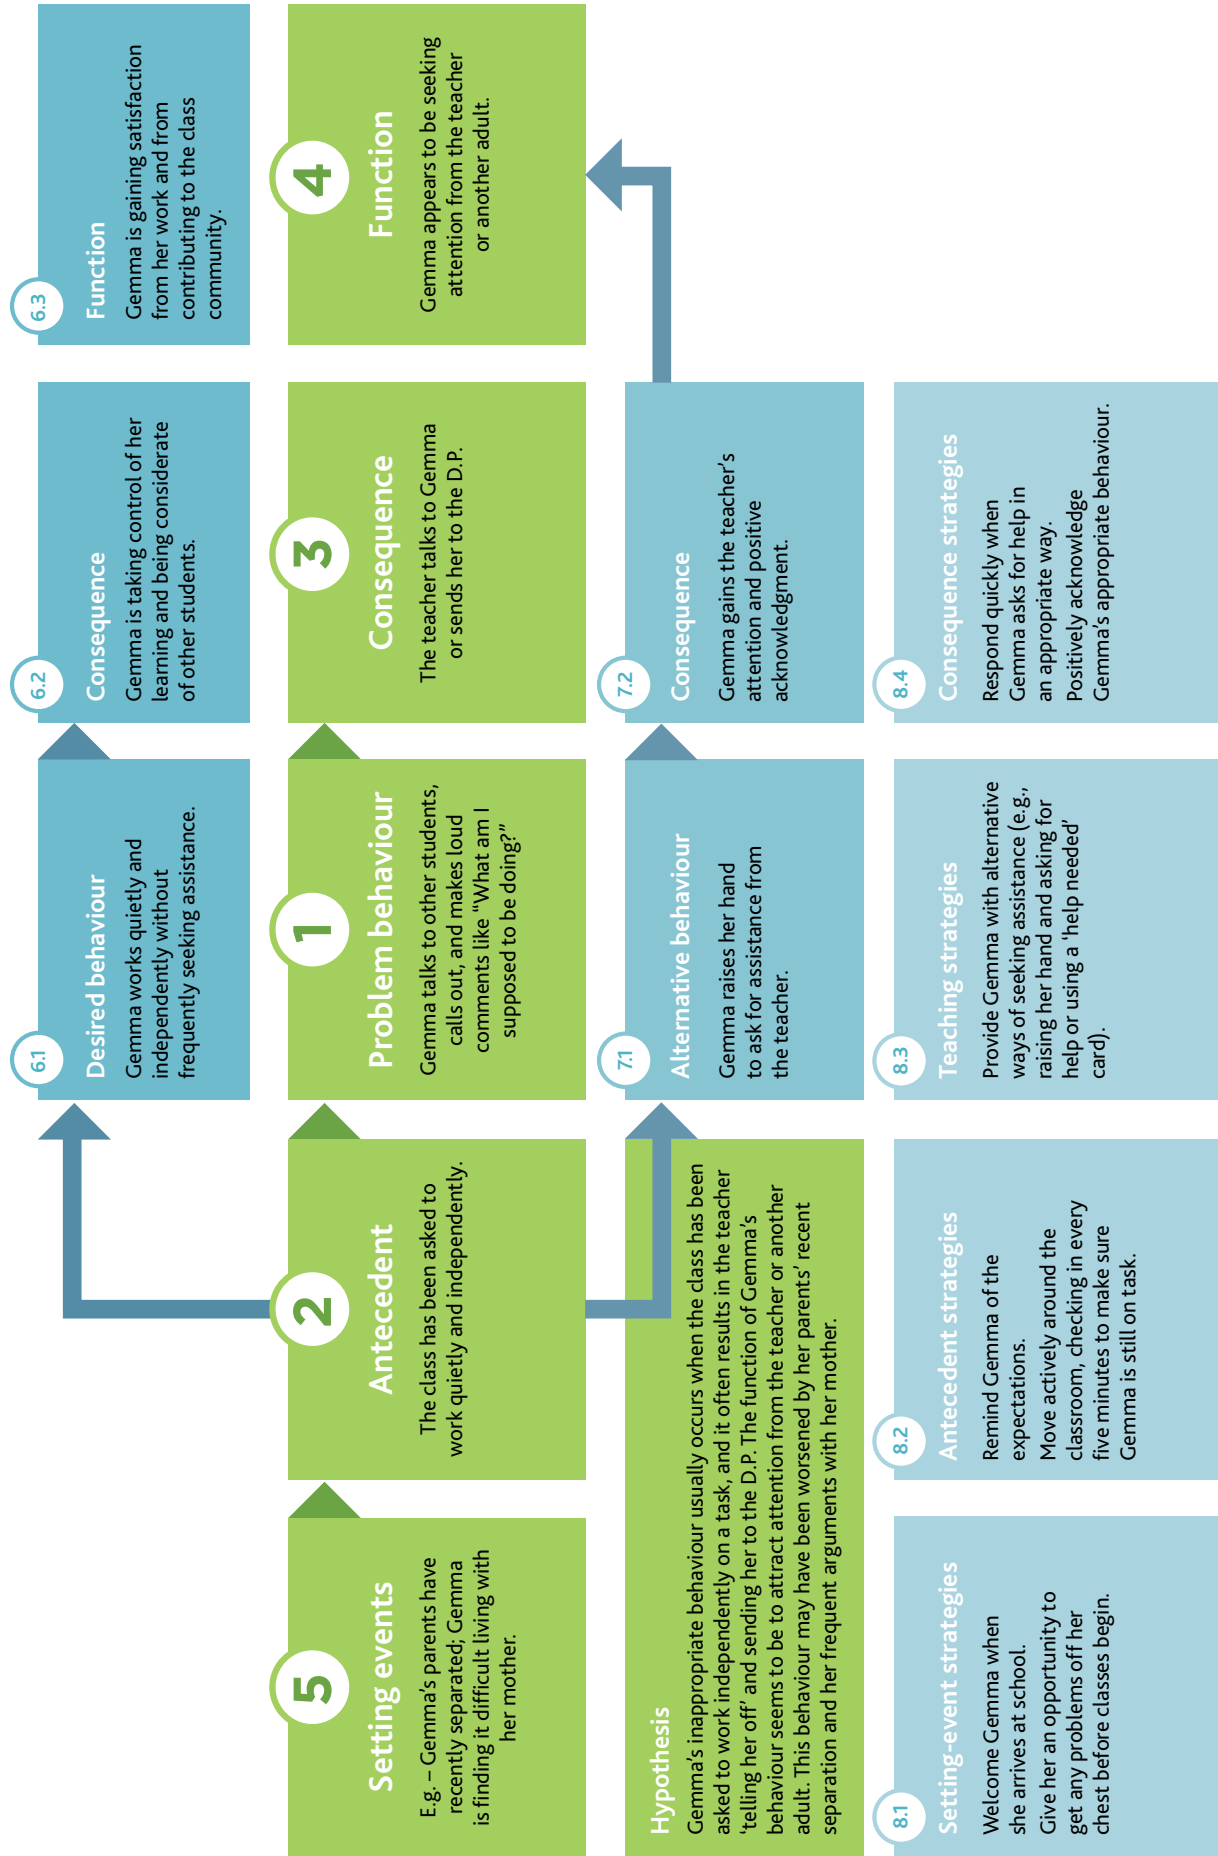 6.1
Desired behaviour
Gemma works quietly and
independently without
frequently seeking assistance.
6.2
Consequence
Gemma is taking control of her
learning and being considerate
of other students.
6.3
Function
Gemma is gaining satisfaction
from her work and from
contributing to the class
community.
5
Setting events
E.g. – Gemma’s parents have
recently separated; Gemma
is finding it difficult living with
her mother.
2
Antecedent
The class has been asked to
work quietly and independently.
1
Problem behaviour
Gemma talks to other students,
calls out, and makes loud
comments like “What am I
supposed to be doing?”
3
Consequence
The teacher talks to Gemma
or sends her to the D.P.
4
Function
Gemma appears to be seeking
attention from the teacher
or another adult.
Hypothesis
Gemma’s inappropriate behaviour usually occurs when the class has been
asked to work independently on a task, and it often results in the teacher
‘telling her off’ and sending her to the D.P. The function of Gemma’s
behaviour seems to be to attract attention from the teacher or another
adult. This behaviour may have been worsened by her parents’ recent
separation and her frequent arguments with her mother.
7.1
Alternative behaviour
Gemma raises her hand
to ask for assistance from
the teacher.
7.2
Consequence
Gemma gains the teacher’s
attention and positive
acknowledgment.
8.1
Setting-event strategies
Welcome Gemma when
she arrives at school.
Give her an opportunity to
get any problems off her
chest before classes begin.
8.2
Antecedent strategies
Remind Gemma of the
expectations.
Move actively around the
classroom, checking in every
five minutes to make sure
Gemma is still on task.
8.3
Teaching strategies
Provide Gemma with alternative
ways of seeking assistance (e.g.,
raising her hand and asking for
help or using a ‘help needed’
card).
8.4
Consequence strategies
Respond quickly when
Gemma asks for help in
an appropriate way.
Positively acknowledge
Gemma’s appropriate behaviour.